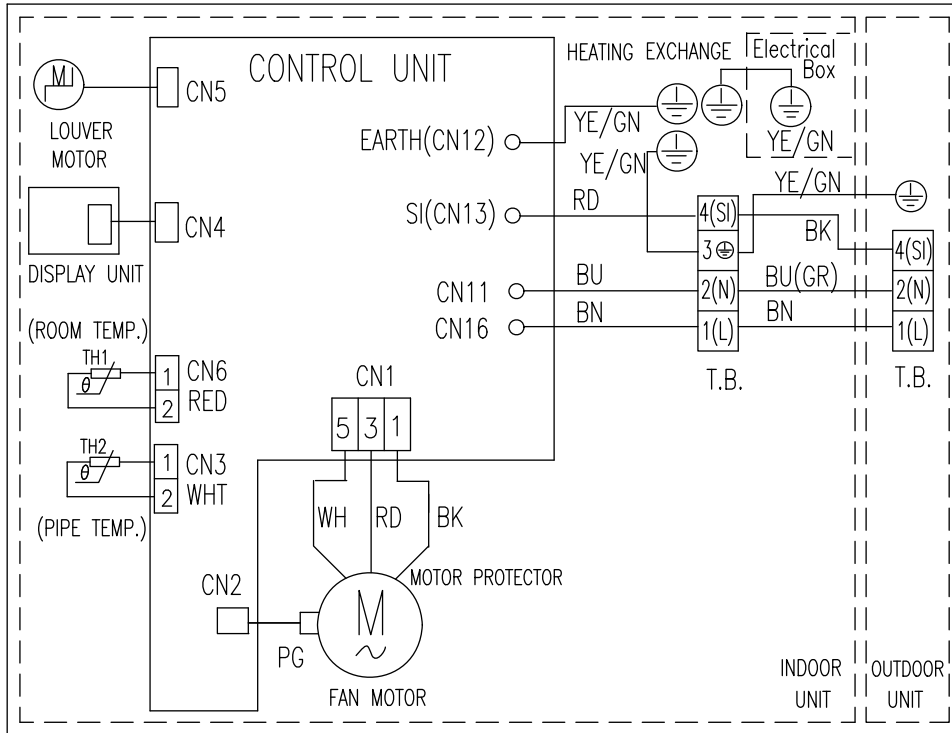 CONTROL UNIT
HEATING EXCHANGE
Electrical
Box
M
CN5
LOUVER
MOTOR
YE/GN
YE/GN
EARTH(CN12)
YE/GN
YE/GN
CN4
DISPLAY UNIT
SI(CN13)
RD
4(SI)
BK
4(SI)
3
CN11
BU
2(N)
BU(GR)
2(N)
CN16
BN
1(L)
BN
1(L)
T.B.
T.B.
(ROOM TEMP.)
TH1
θ
1
2
CN6
RED
TH2
θ
1
2
CN3
WHT
(PIPE TEMP.)
CN1
5 3 1
WH
RD
BK
MOTOR PROTECTOR
CN2
PG
M
~
FAN MOTOR
INDOOR
UNIT
OUTDOOR
UNIT